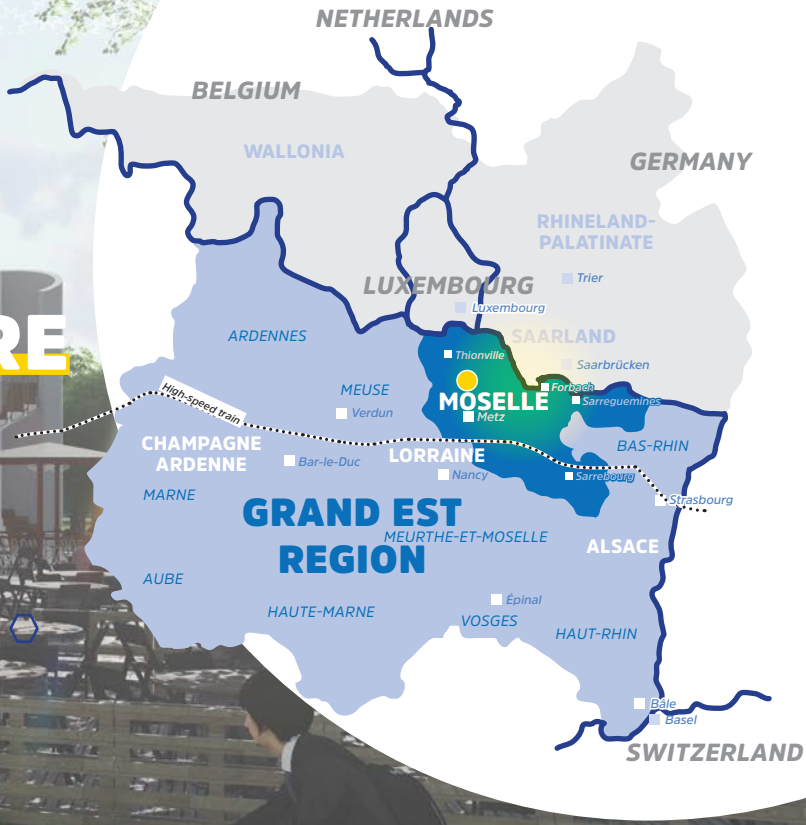 NETHERLANDS
BELGIUM
WALLONIA
GERMANY
RHINELAND-
PALATINATE
Trier
LUXEMBOURG
Luxembourg
RE
ARDENNES
SAARLAND
Thionville
Saarbrücken
MEUSE
Forbach
High-speed train
MOSELLE
Sarreguemines
Verdun
Metz
CHAMPAGNE
ARDENNE
BAS-RHIN
LORRAINE
Bar-le-Duc
Nancy
Sarrebourg
MARNE
Strasbourg
GRAND EST
REGION
MEURTHE-ET-MOSELLE
ALSACE
AUBE
Épinal
HAUTE-MARNE
VOSGES
HAUT-RHIN
Bâle
Basel
SWITZERLAND